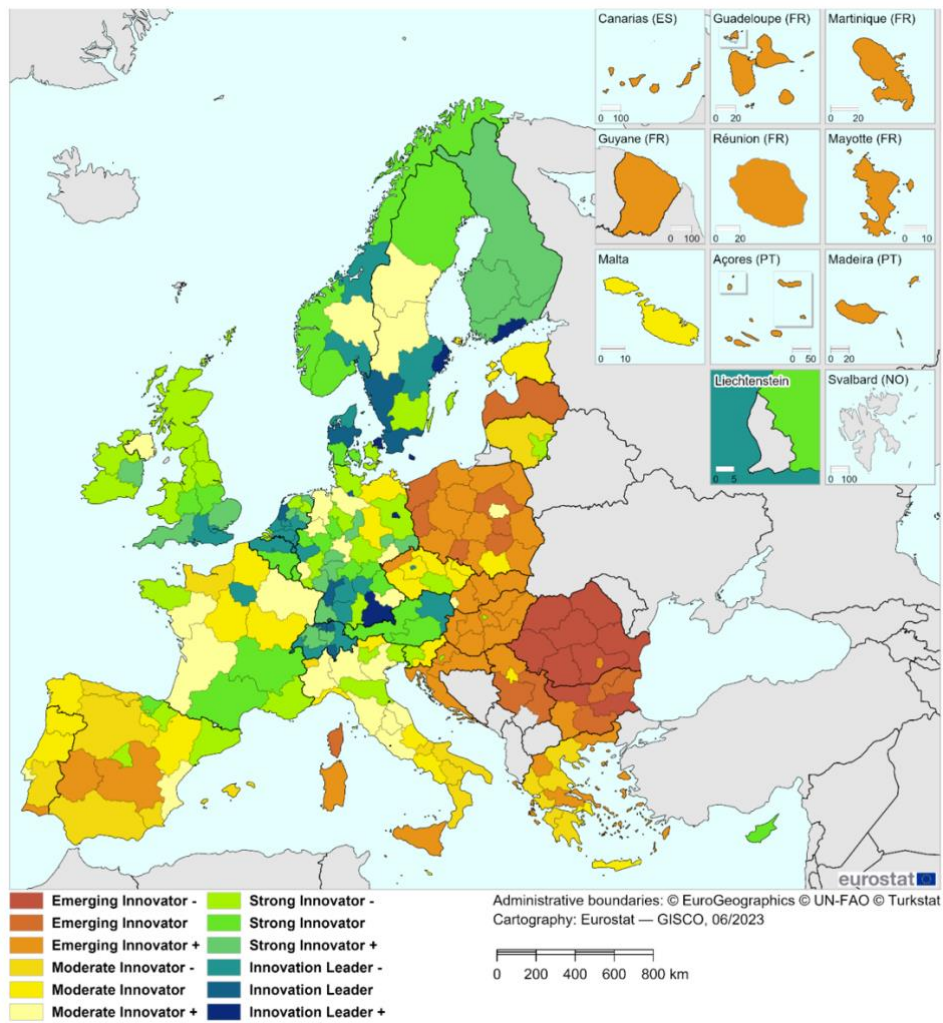 Canarias (ES)
0 100
Guadeloupe (FR)
0 20
Martinique (FR)
0 20
Guyane (FR)
0 100
Réunion (FR)
0 20
Mayotte (FR)
0 10
Malta
0 10
Açores (PT)
0 50
Madeira (PT)
0 20
Liechtenstein
0 5
Svalbard (NO)
0 100
eurostat
Emerging Innovator -
Emerging Innovator
Emerging Innovator +
Moderate Innovator -
Moderate Innovator
Moderate Innovator +
Strong Innovator -
Strong Innovator
Strong Innovator +
Innovation Leader -
Innovation Leader
Innovation Leader +
Administrative boundaries: © EuroGeographics © UN-FAO © Turkstat
Cartography: Eurostat — GISCO, 06/2023
0 200 400 600 800 km